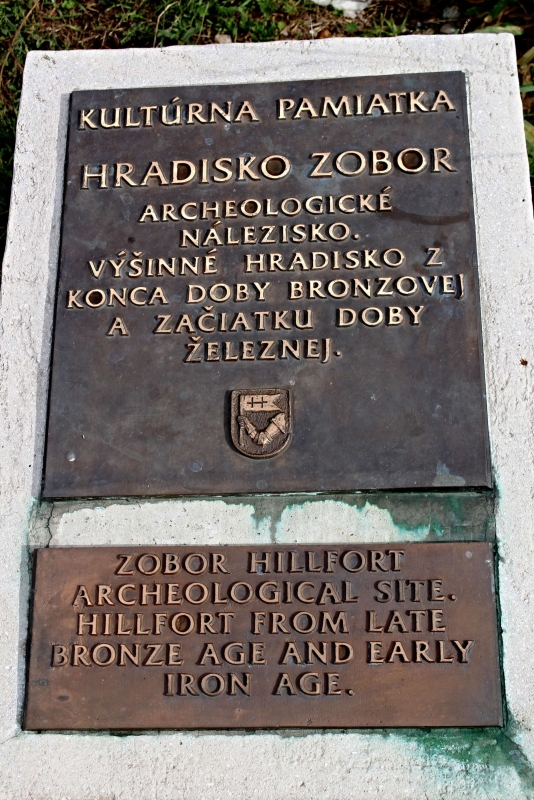 KULTÚRNA PAMIATKA
HRADISKO ZOBOR
ARCHEOLOGICKÉ
NÁLEZISKO.
VÝŠINNÉ HRADISKO Z
KONCA DOBY BRONZOVEJ
A ZAČIATKU DOBY
ŽELEZNEJ.
ZOBOR HILLFORT
ARCHEOLOGICAL SITE.
HILLFORT FROM LATE
BRONZE AGE AND EARLY
IRON AGE.